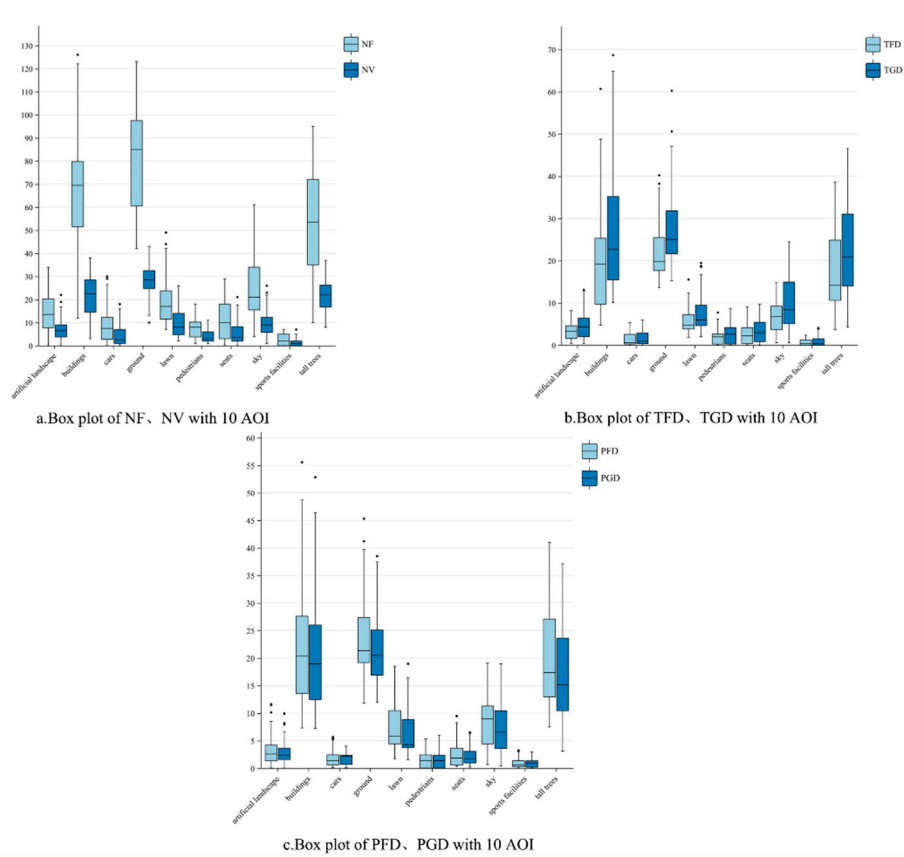 130
120
110
100
90
80
70
60
50
40
30
20
10
0
artificial landscape
buildings
cars
ground
lawn
pedestrians
seats
sky
sports facilities
tall trees
NF
NV
a.Box plot of NF、NV with 10 AOI
70
60
50
40
30
20
10
0
artificial landscape
buildings
cars
ground
lawn
pedestrians
seats
sky
sports facilities
tall trees
TFD
TGD
b.Box plot of TFD、TGD with 10 AOI
60
55
50
45
40
35
30
25
20
15
10
5
0
artificial landscape
buildings
cars
ground
lawn
pedestrians
seats
sky
sports facilities
tall trees
PFD
PGD
c.Box plot of PFD、PGD with 10 AOI